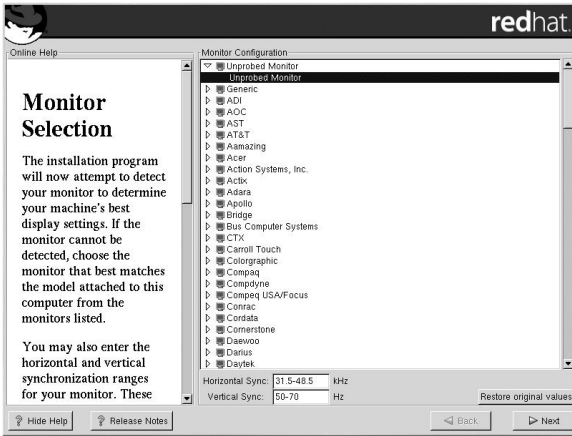 redhat.
Online Help
Monitor
Selection
The installation program
will now attempt to detect
your monitor to determine
your machine's best
display settings. If the
monitor cannot be
detected, choose the
monitor that best matches
the model attached to this
computer from the
monitors listed.
You may also enter the
horizontal and vertical
synchronization ranges
for your monitor. These
Monitor Configuration
Unprobed Monitor
Unprobed Monitor
Generic
ADI
AOC
AST
AT&T
Aamazing
Acer
Action Systems, Inc.
Actix
Adara
Apollo
Bridge
Bus Computer Systems
CTX
Carroll Touch
Colorgraphic
Compaq
Compdyne
Compeq USA/Focus
Conrac
Cordata
Cornerstone
Daewoo
Darius
Daytek
Horizontal Sync: 31.5-48.5 kHz
Vertical Sync: 50-70 Hz
Restore original values
Hide Help
Release Notes
Back
Next